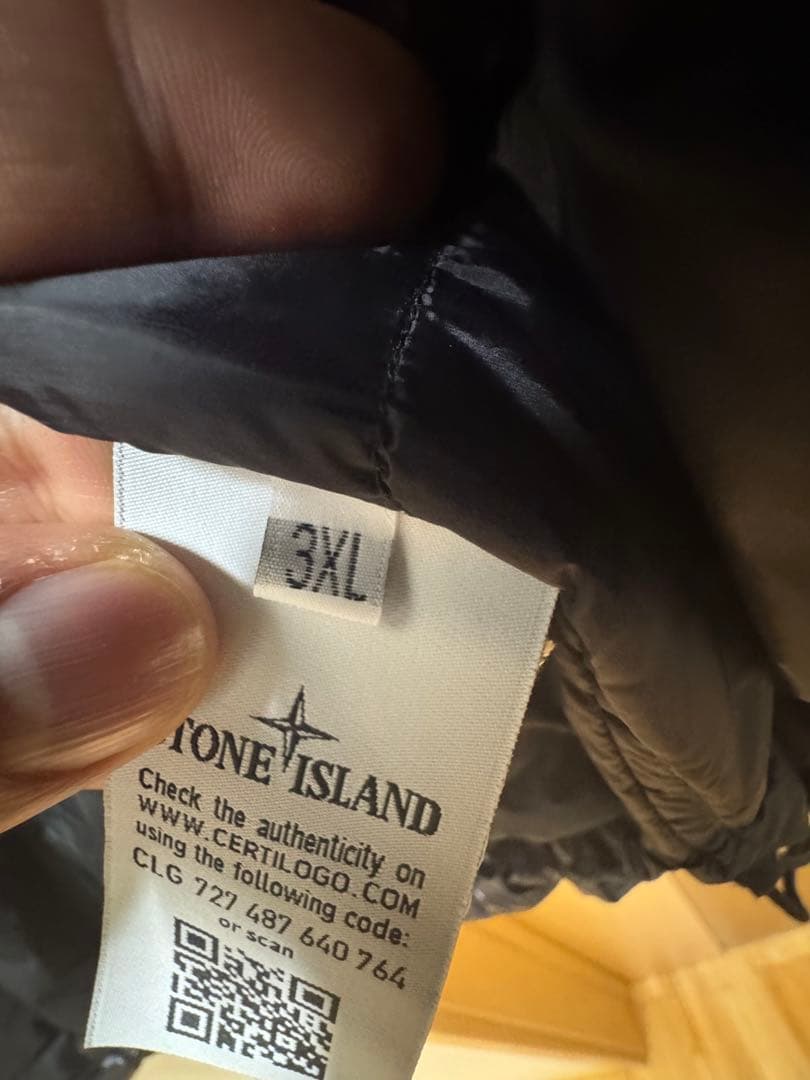 3XL
STONE ISLAND
Check the authenticity on
WWW.CERTILOGO.COM
using the following code:
CLG 727 487 640 764
or scan